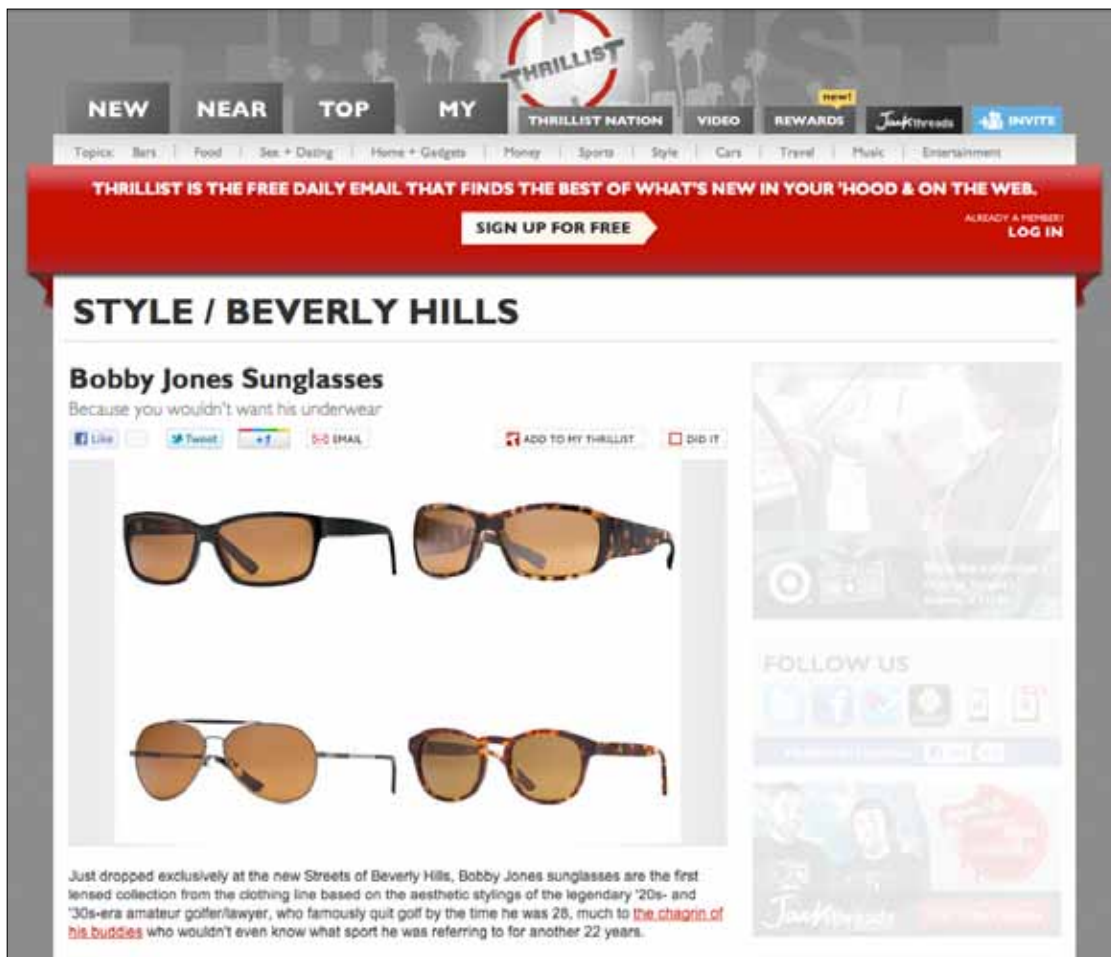 THRILLIST
NEW
NEAR
TOP
MY
THRILLIST NATION
VIDEO
new!
REWARDS
Jackthreads
INVITE
Topics: Bars | Food | Sex + Dating | Home + Gadgets | Money | Sports | Style | Cars | Travel | Music | Entertainment
THRILLIST IS THE FREE DAILY EMAIL THAT FINDS THE BEST OF WHAT'S NEW IN YOUR 'HOOD & ON THE WEB.
SIGN UP FOR FREE
ALREADY A MEMBER?
LOG IN
STYLE / BEVERLY HILLS
Bobby Jones Sunglasses
Because you wouldn't want his underwear
Like
Tweet
+1
EMAIL
ADD TO MY THRILLIST
DID IT
Just dropped exclusively at the new Streets of Beverly Hills, Bobby Jones sunglasses are the first
lensed collection from the clothing line based on the aesthetic stylings of the legendary '20s- and
'30s-era amateur golfer/lawyer, who famously quit golf by the time he was 28, much to the chagrin of
his buddies who wouldn't even know what sport he was referring to for another 22 years.
FOLLOW US
Jackthreads